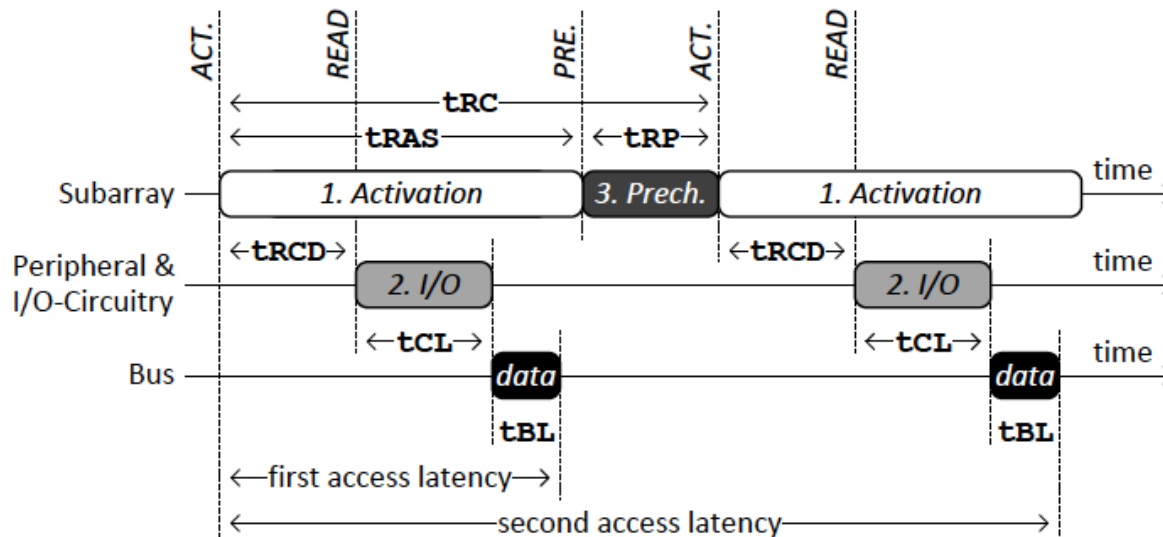 ACT.
READ
PRE.
ACT.
READ
tRC
tRAS
tRP
Subarray
1. Activation
3. Prech.
1. Activation
time
tRCD
tRCD
Peripheral &
I/O-Circuitry
2. I/O
2. I/O
time
tCL
tCL
Bus
data
data
time
tBL
tBL
first access latency
second access latency